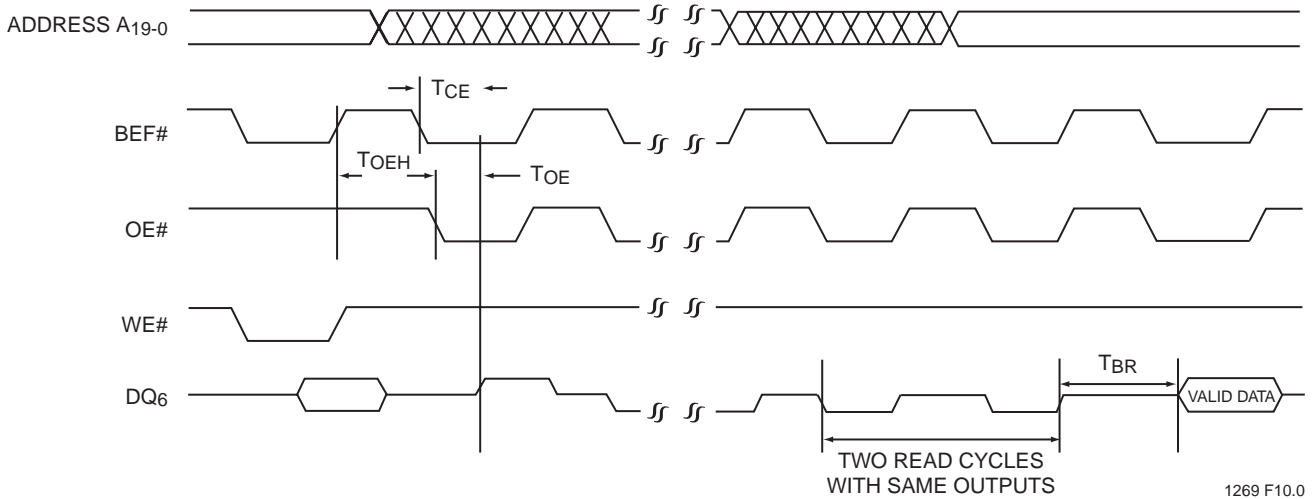 ADDRESS A19-0
TCE
BEF#
TOEH
TOE
OE#
WE#
TBR
DQ6
VALID DATA
TWO READ CYCLES
WITH SAME OUTPUTS
1269 F10.0